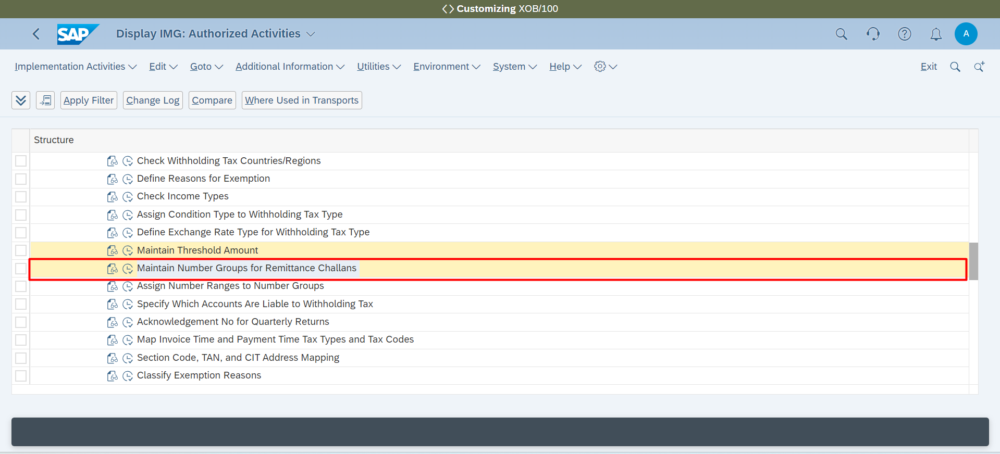 Customizing XOB/100
SAP Display IMG: Authorized Activities A
Implementation Activities Edit Goto Additional Information Utilities Environment System Help Exit
Apply Filter Change Log Compare Where Used in Transports
Structure
Check Withholding Tax Countries/Regions
Define Reasons for Exemption
Check Income Types
Assign Condition Type to Withholding Tax Type
Define Exchange Rate Type for Withholding Tax Type
Maintain Threshold Amount
Maintain Number Groups for Remittance Challans
Assign Number Ranges to Number Groups
Specify Which Accounts Are Liable to Withholding Tax
Acknowledgement No for Quarterly Returns
Map Invoice Time and Payment Time Tax Types and Tax Codes
Section Code, TAN, and CIT Address Mapping
Classify Exemption Reasons